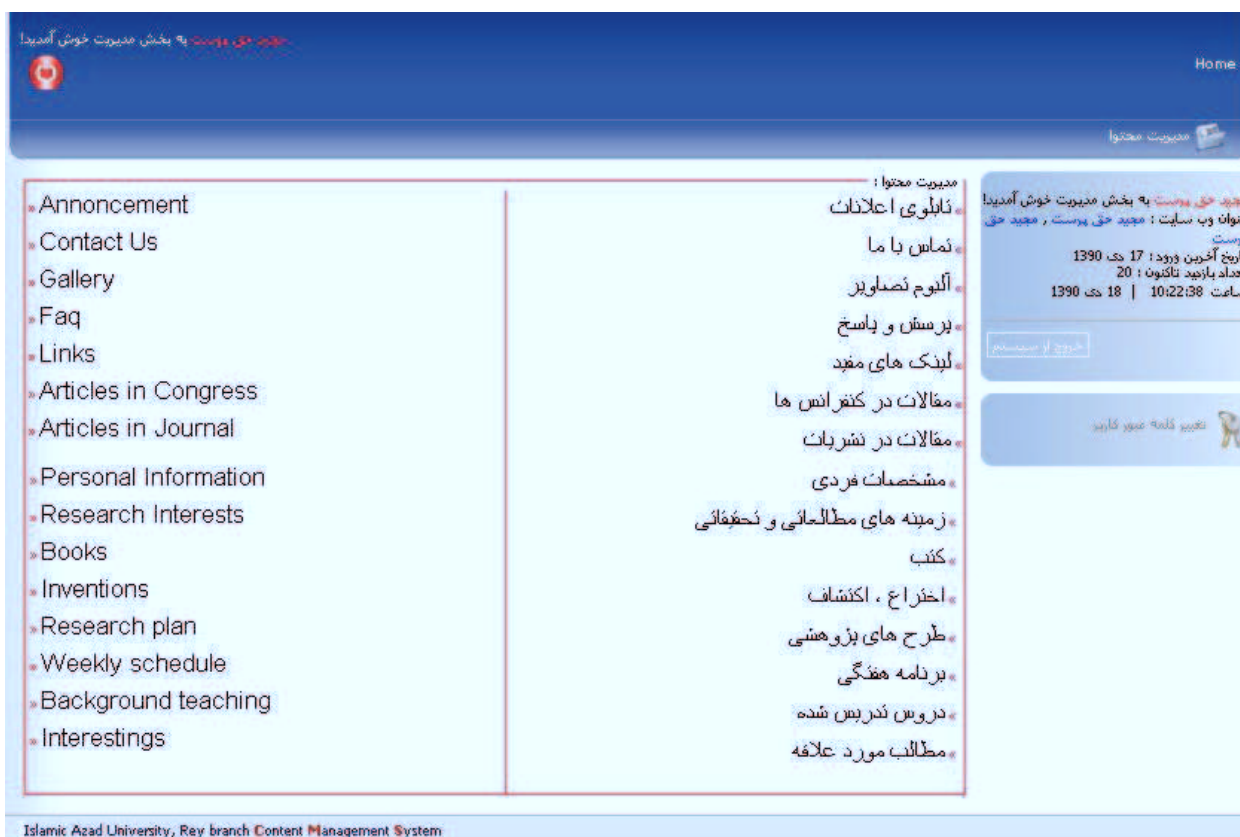 مجید حق پرست به بخش مدیریت خوش آمدید!
Home
مدیریت محتوا
مدیریت محتوا :
Annoncement
Contact Us
Gallery
Faq
Links
Articles in Congress
Articles in Journal
Personal Information
Research Interests
Books
Inventions
Research plan
Weekly schedule
Background teaching
Interestings
تابلوی اعلانات
تماس با ما
آلبوم تصاویر
پرسش و پاسخ
لینک های مفید
مقالات در کنفرانس ها
مقالات در نشریات
مشخصات فردی
زمینه های مطالعاتی و تحقیقاتی
کتب
اختراع ، اکتشاف
طرح های پژوهشی
برنامه هفتگی
دروس تدریس شده
مطالب مورد علاقه
حق پرست به بخش مدیریت خوش آمدید!
وب سایت : مجید حق پرست , مجید حق
آخرین ورود : 17 دی 1390
بازدید تاکنون : 20
10:22:38 | 18 دی 1390
خروج از سیستم
تغییر کلمه عبور کاربر
Islamic Azad University, Rey branch Content Management System